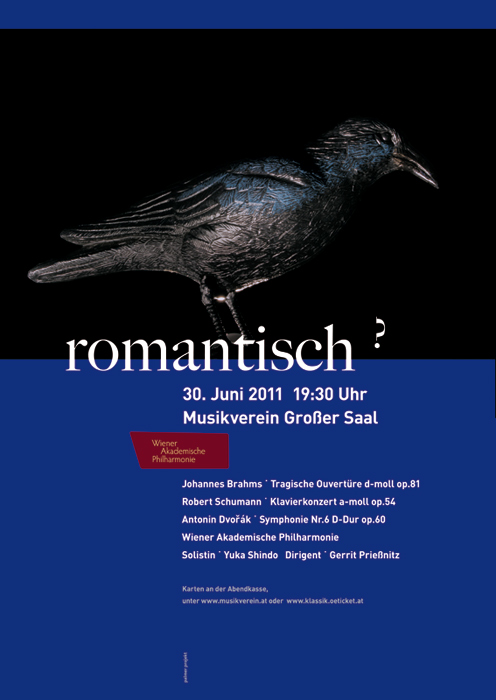 romantisch ?
30. Juni 2011 19:30 Uhr
Musikverein Großer Saal
Wiener
Akademische
Philharmonie
Johannes Brahms ˙ Tragische Ouvertüre d-moll op.81
Robert Schumann ˙ Klavierkonzert a-moll op.54
Antonín Dvořák ˙ Symphonie Nr.6 D-Dur op.60
Wiener Akademische Philharmonie
Solistin ˙ Yuka Shindo Dirigent ˙ Gerrit Prießnitz
Karten an der Abendkasse,
unter www.musikverein.at oder www.klassik.oeticket.at
palmer projekt